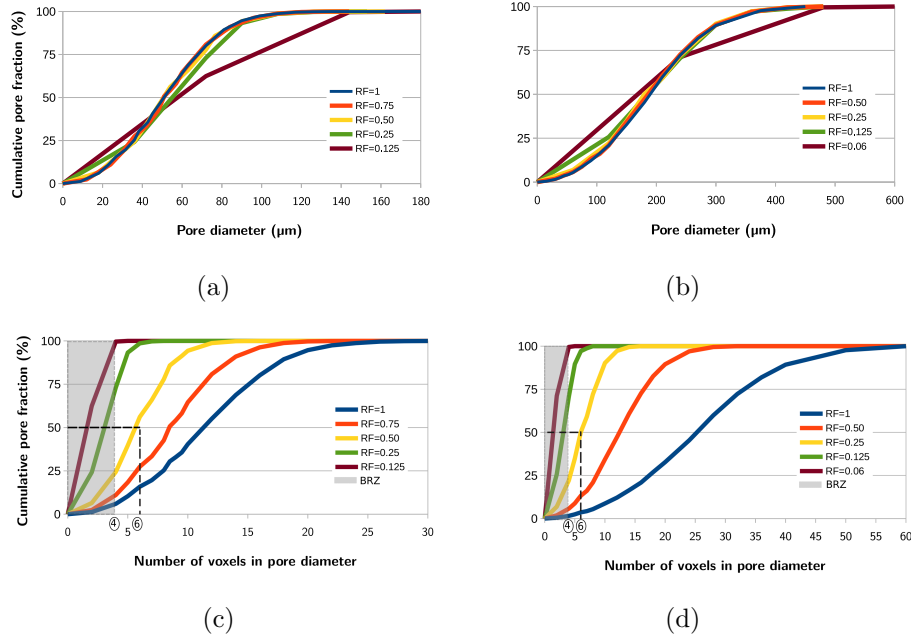 Cumulative pore fraction (%)
100
75
50
25
0
0 20 40 60 80 100 120 140 160 180
Pore diameter (µm)
RF=1
RF=0.75
RF=0.50
RF=0.25
RF=0.125
(a)
100
75
50
25
0
0 100 200 300 400 500 600
Pore diameter (µm)
RF=1
RF=0.50
RF=0.25
RF=0.125
RF=0.06
(b)
Cumulative pore fraction (%)
100
75
50
25
0
0 4 5 6 10 15 20 25 30
Number of voxels in pore diameter
RF=1
RF=0.75
RF=0.50
RF=0.25
RF=0.125
BRZ
(c)
100
75
50
25
0
0 4 5 6 10 15 20 25 30 35 40 45 50 55 60
Number of voxels in pore diameter
RF=1
RF=0.50
RF=0.25
RF=0.125
RF=0.06
BRZ
(d)